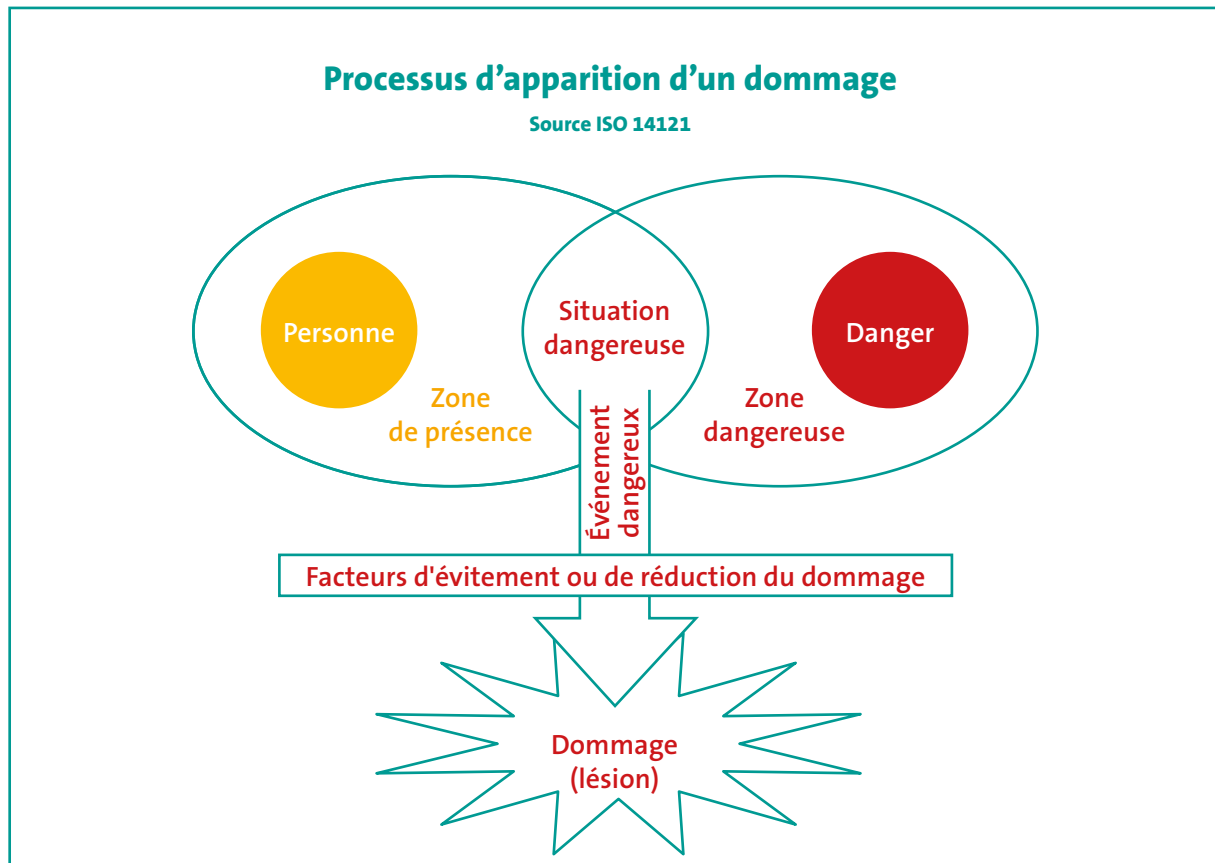 Processus d’apparition d’un dommage
Source ISO 14121
Personne
Situation
dangereuse
Danger
Zone
de présence
Zone
dangereuse
Événement
dangereux
Facteurs d'évitement ou de réduction du dommage
Dommage
(lésion)